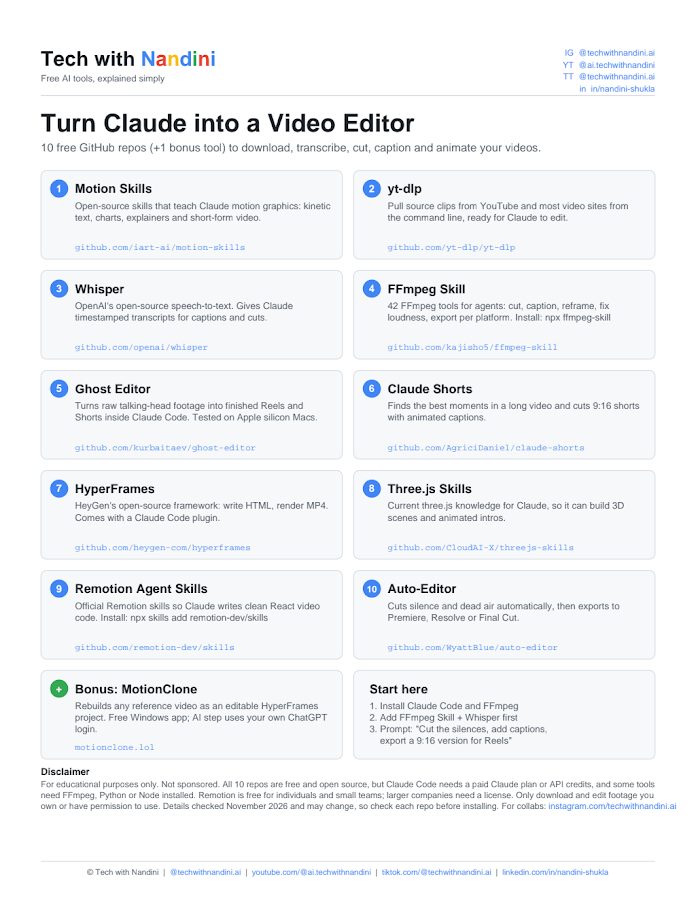 Tech with Nandini
Free AI tools, explained simply
IG @techwithnandini.ai
YT @ai.techwithnandini
TT @techwithnandini.ai
in in/nandini-shukla
Turn Claude into a Video Editor
10 free GitHub repos (+1 bonus tool) to download, transcribe, cut, caption and animate your videos.
1 Motion Skills
Open-source skills that teach Claude motion graphics: kinetic
text, charts, explainers and short-form video.
github.com/iart-ai/motion-skills
2 yt-dlp
Pull source clips from YouTube and most video sites from
the command line, ready for Claude to edit.
github.com/yt-dlp/yt-dlp
3 Whisper
OpenAI's open-source speech-to-text. Gives Claude
timestamped transcripts for captions and cuts.
github.com/openai/whisper
4 FFmpeg Skill
42 FFmpeg tools for agents: cut, caption, reframe, fix
loudness, export per platform. Install: npx ffmpeg-skill
github.com/kajisho5/ffmpeg-skill
5 Ghost Editor
Turns raw talking-head footage into finished Reels and
Shorts inside Claude Code. Tested on Apple silicon Macs.
github.com/kurbaitaev/ghost-editor
6 Claude Shorts
Finds the best moments in a long video and cuts 9:16 shorts
with animated captions.
github.com/AgriciDaniel/claude-shorts
7 HyperFrames
HeyGen's open-source framework: write HTML, render MP4.
Comes with a Claude Code plugin.
github.com/heygen-com/hyperframes
8 Three.js Skills
Current three.js knowledge for Claude, so it can build 3D
scenes and animated intros.
github.com/CloudAI-X/threejs-skills
9 Remotion Agent Skills
Official Remotion skills so Claude writes clean React video
code. Install: npx skills add remotion-dev/skills
github.com/remotion-dev/skills
10 Auto-Editor
Cuts silence and dead air automatically, then exports to
Premiere, Resolve or Final Cut.
github.com/WyattBlue/auto-editor
+ Bonus: MotionClone
Rebuilds any reference video as an editable HyperFrames
project. Free Windows app; AI step uses your own ChatGPT
login.
motionclone.lol
Start here
1. Install Claude Code and FFmpeg
2. Add FFmpeg Skill + Whisper first
3. Prompt: "Cut the silences, add captions,
export a 9:16 version for Reels"
Disclaimer
For educational purposes only. Not sponsored. All 10 repos are free and open source, but Claude Code needs a paid Claude plan or API credits, and some tools
need FFmpeg, Python or Node installed. Remotion is free for individuals and small teams; larger companies need a license. Only download and edit footage you
own or have permission to use. Details checked November 2026 and may change, so check each repo before installing. For collabs: instagram.com/techwithnandini.ai
© Tech with Nandini | @techwithnandini.ai | youtube.com/@ai.techwithnandini | tiktok.com/@techwithnandini.ai | linkedin.com/in/nandini-shukla